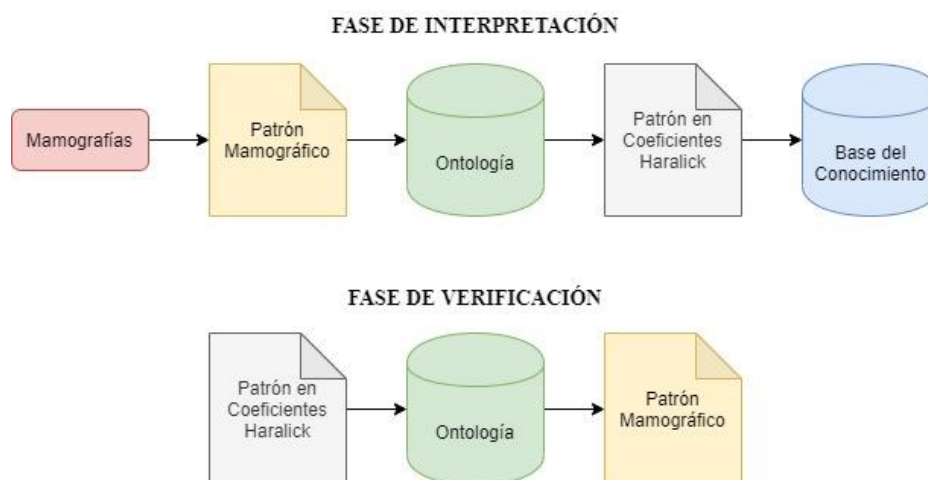 FASE DE INTERPRETACIÓN
Mamografías
Patrón
Mamográfico
Ontología
Patrón en
Coeficientes
Haralick
Base del
Conocimiento
FASE DE VERIFICACIÓN
Patrón en
Coeficientes
Haralick
Ontología
Patrón
Mamográfico